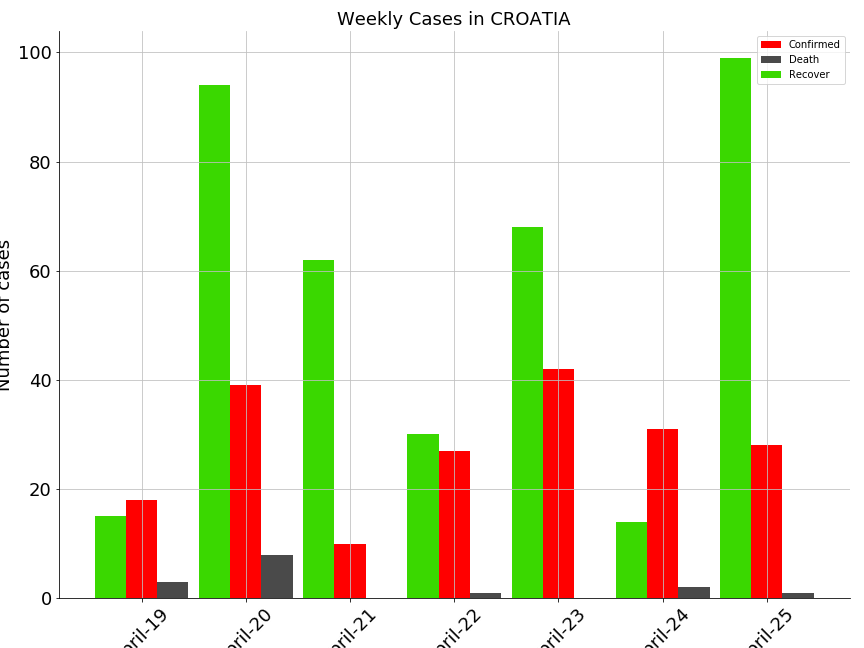 Weekly Cases in CROATIA
Confirmed
Death
Recover
Number of cases
100
80
60
40
20
0
pril-19
pril-20
pril-21
pril-22
pril-23
pril-24
pril-25